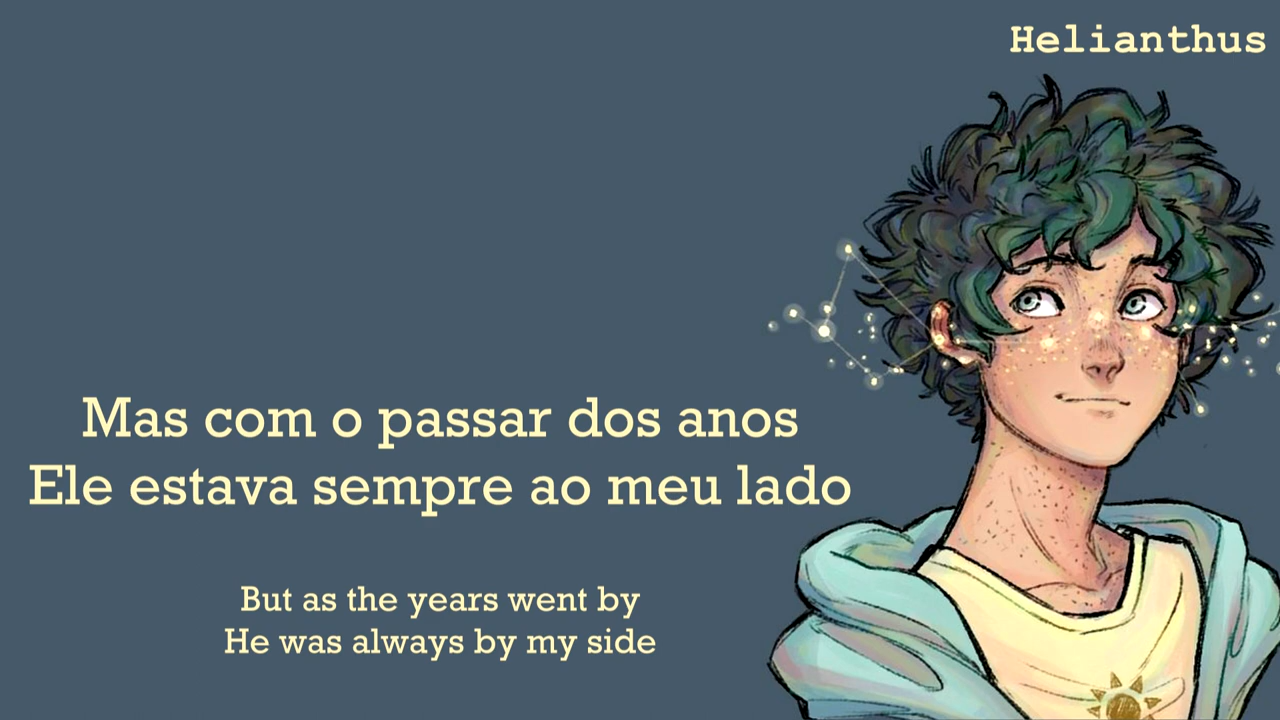 Helianthus
Mas com o passar dos anos
Ele estava sempre ao meu lado
But as the years went by
He was always by my side